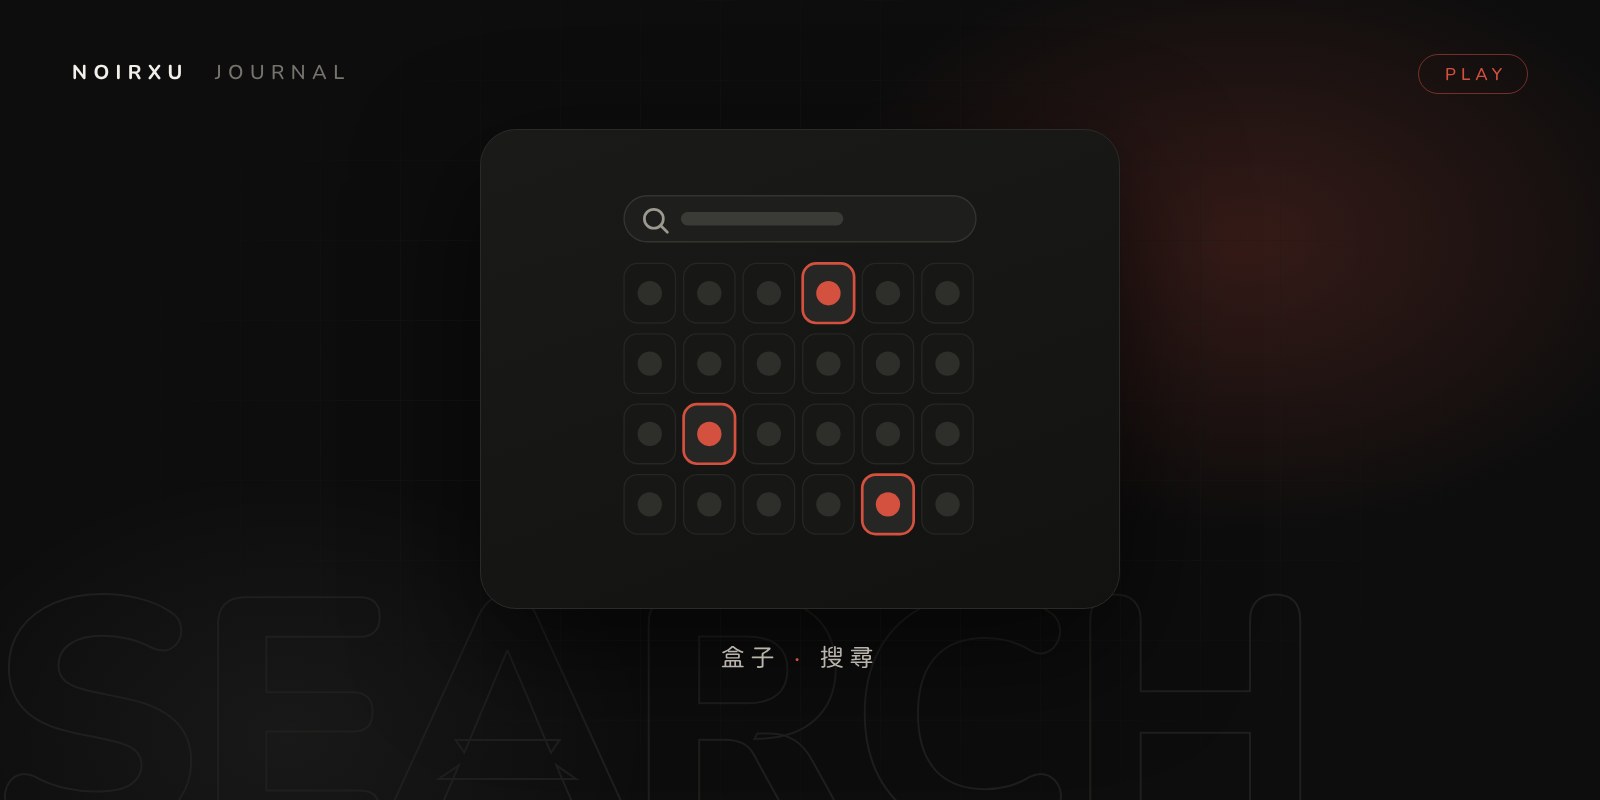 NOIRXU JOURNAL
PLAY
盒子 · 搜尋
SEARCH